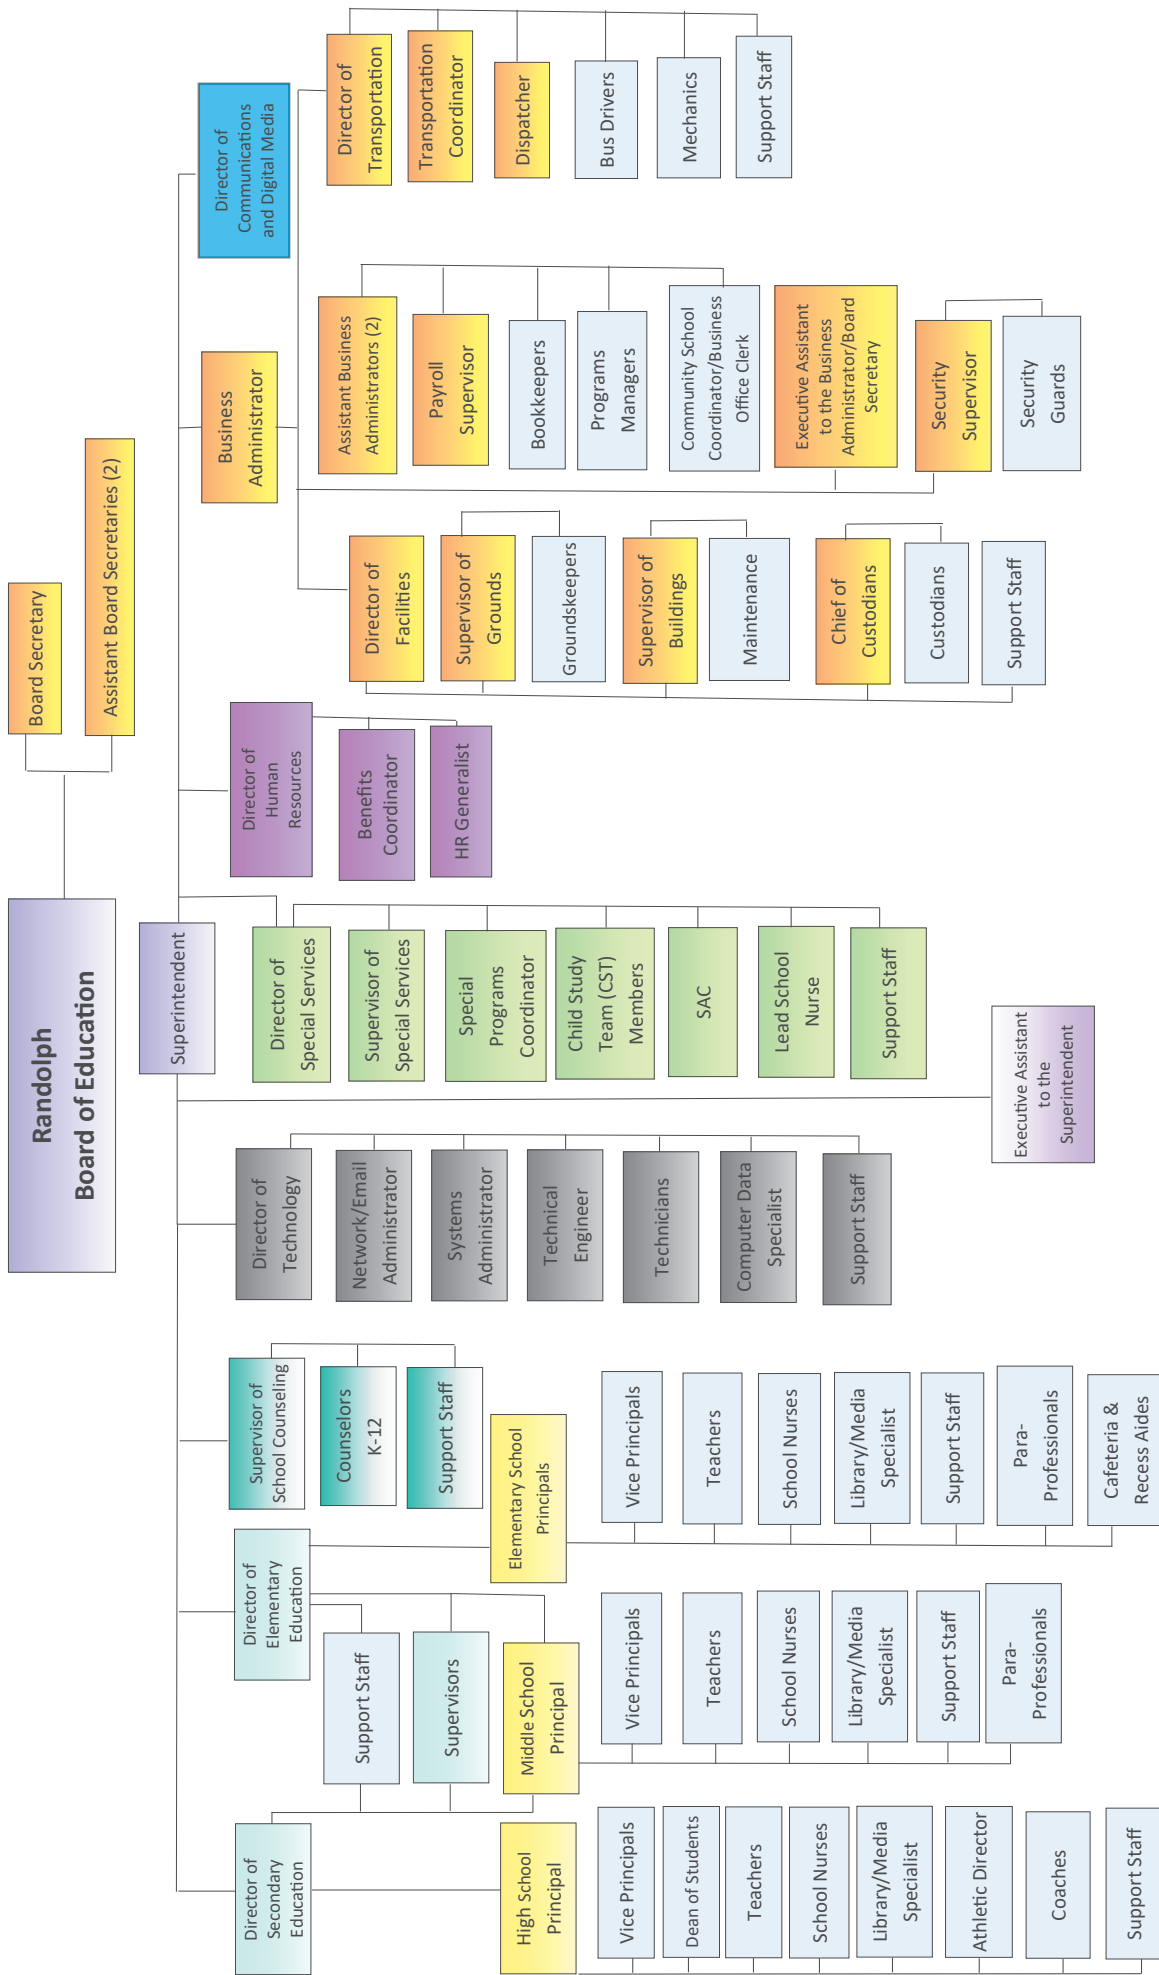 Randolph
Board of Education
Board Secretary
Assistant Board Secretaries (2)
Superintendent
Director of
Secondary
Education
High School
Principal
Vice Principals
Dean of Students
Teachers
School Nurses
Library/Media
Specialist
Athletic Director
Coaches
Support Staff
Director of
Elementary
Education
Support Staff
Supervisors
Middle School
Principal
Vice Principals
Teachers
School Nurses
Library/Media
Specialist
Support Staff
Para-
Professionals
Elementary School
Principals
Vice Principals
Teachers
School Nurses
Library/Media
Specialist
Support Staff
Para-
Professionals
Cafeteria &
Recess Aides
Supervisor of
School Counseling
Counselors
K-12
Support Staff
Director of
Technology
Network/Email
Administrator
Systems
Administrator
Technical
Engineer
Technicians
Computer Data
Specialist
Support Staff
Executive Assistant
to the
Superintendent
Director of
Special Services
Supervisor of
Special Services
Special
Programs
Coordinator
Child Study
Team (CST)
Members
SAC
Lead School
Nurse
Support Staff
Director of
Human
Resources
Benefits
Coordinator
HR Generalist
Business
Administrator
Director of
Facilities
Supervisor of
Grounds
Groundskeepers
Supervisor of
Buildings
Maintenance
Chief of
Custodians
Custodians
Support Staff
Assistant Business
Administrators (2)
Payroll
Supervisor
Bookkeepers
Programs
Managers
Community School
Coordinator/Business
Office Clerk
Executive Assistant
to the Business
Administrator/Board
Secretary
Security
Supervisor
Security
Guards
Director of
Transportation
Transportation
Coordinator
Dispatcher
Bus Drivers
Mechanics
Support Staff
Director of
Communications
and Digital Media